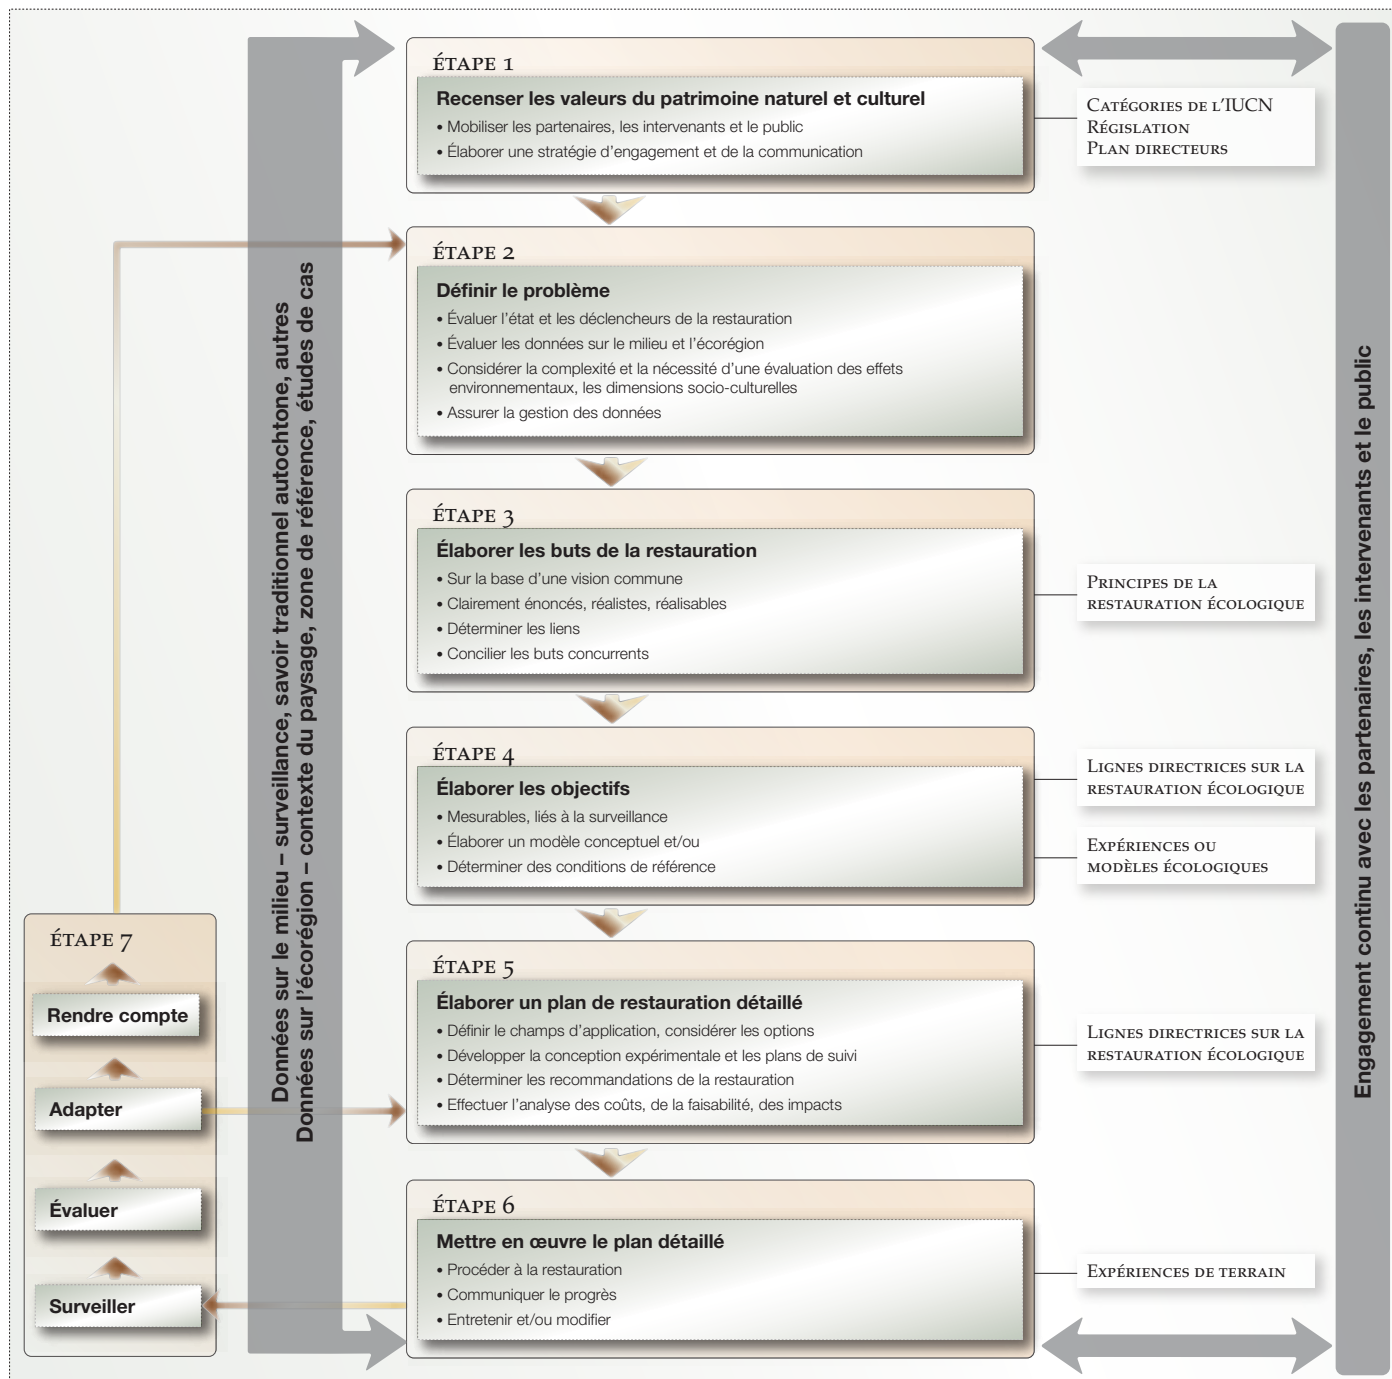 ÉTAPE 1
Recenser les valeurs du patrimoine naturel et culturel
• Mobiliser les partenaires, les intervenants et le public
• Élaborer une stratégie d’engagement et de la communication
CATÉGORIES DE L’IUCN
RÉGISLATION
PLAN DIRECTEURS
ÉTAPE 2
Définir le problème
• Évaluer l’état et les déclencheurs de la restauration
• Évaluer les données sur le milieu et l’écorégion
• Considérer la complexité et la nécessité d’une évaluation des effets
environnementaux, les dimensions socio-culturelles
• Assurer la gestion des données
ÉTAPE 3
Élaborer les buts de la restauration
• Sur la base d’une vision commune
• Clairement énoncés, réalistes, réalisables
• Déterminer les liens
• Concilier les buts concurrents
PRINCIPES DE LA
RESTAURATION ÉCOLOGIQUE
ÉTAPE 4
Élaborer les objectifs
• Mesurables, liés à la surveillance
• Élaborer un modèle conceptuel et/ou
• Déterminer des conditions de référence
LIGNES DIRECTRICES SUR LA
RESTAURATION ÉCOLOGIQUE
EXPÉRIENCES OU
MODÈLES ÉCOLOGIQUES
ÉTAPE 5
Élaborer un plan de restauration détaillé
• Définir le champs d’application, considérer les options
• Développer la conception expérimentale et les plans de suivi
• Déterminer les recommandations de la restauration
• Effectuer l’analyse des coûts, de la faisabilité, des impacts
LIGNES DIRECTRICES SUR LA
RESTAURATION ÉCOLOGIQUE
ÉTAPE 6
Mettre en œuvre le plan détaillé
• Procéder à la restauration
• Communiquer le progrès
• Entretenir et/ou modifier
EXPÉRIENCES DE TERRAIN
ÉTAPE 7
Rendre compte
Adapter
Évaluer
Surveiller
Données sur le milieu – surveillance, savoir traditionnel autochtone, autres
Données sur l’écorégion – contexte du paysage, zone de référence, études de cas
Engagement continu avec les partenaires, les intervenants et le public